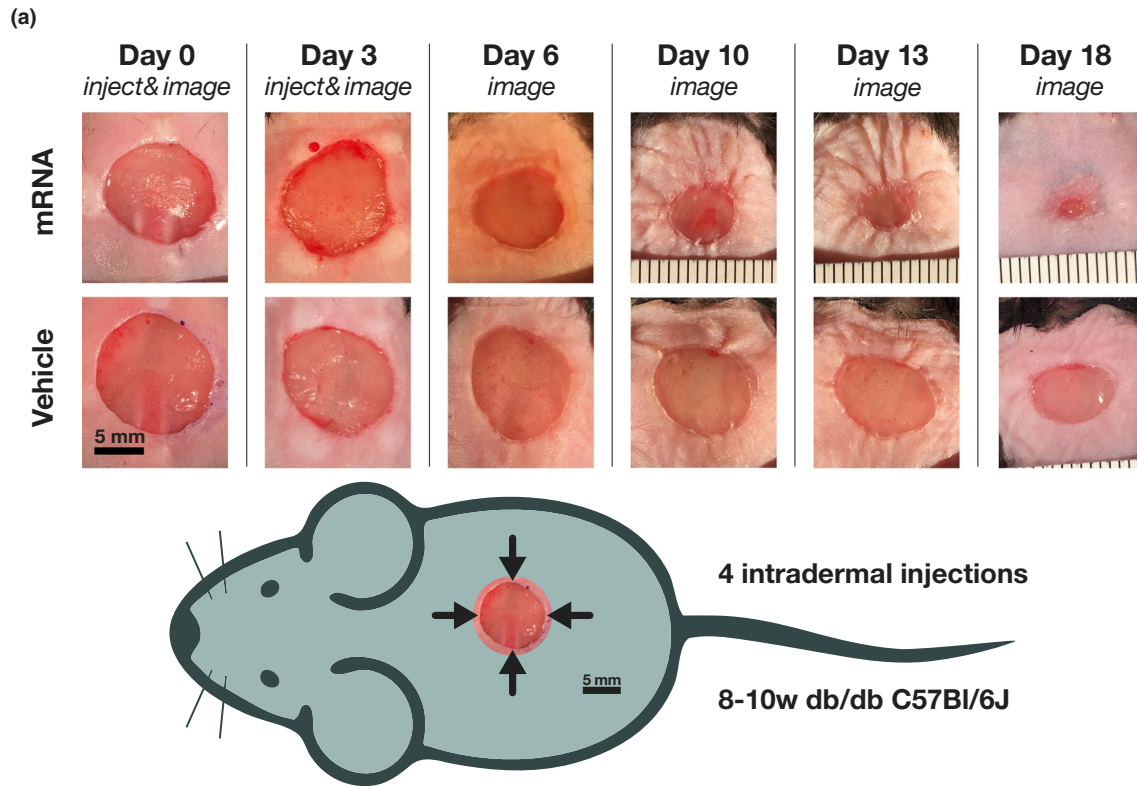 (a)
Day 0
inject&image
Day 3
inject&image
Day 6
image
Day 10
image
Day 13
image
Day 18
image
mRNA
Vehicle
5 mm
4 intradermal injections
5 mm
8-10w db/db C57Bl/6J